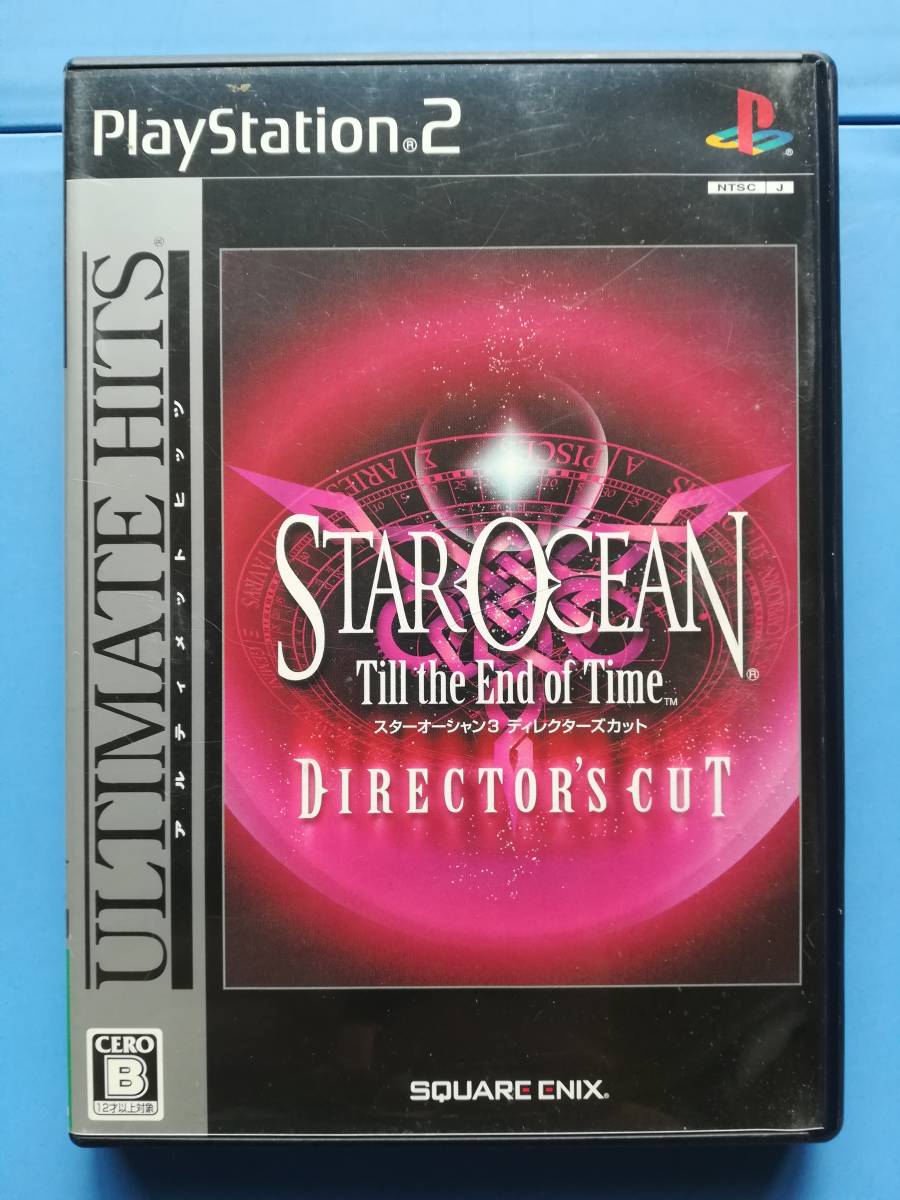 PlayStation®2
NTSC J
ULTIMATE HITS®
アルティメットヒッツ
ARIES
PISCE
STAR OCEAN®
Till the End of Time™
スターオーシャン3 ディレクターズカット
DIRECTOR'S CUT
CERO
B
12才以上対象
SQUARE ENIX®